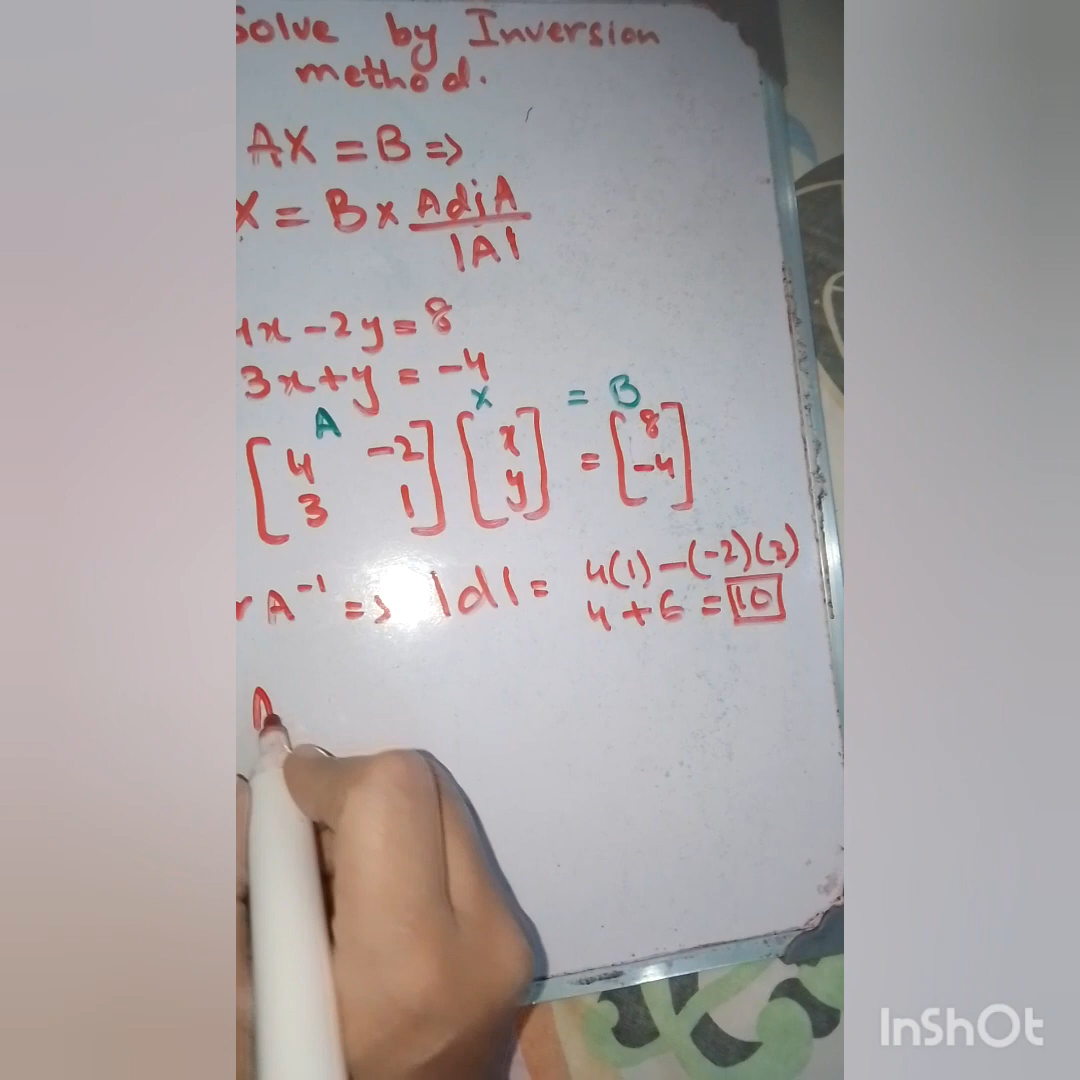 Solve by Inversion
method.
AX = B =>
X = B x AdjA
|A|
4x - 2y = 8
3x + y = -4
A X = B
[4 -2] [x] = [8]
[3 1] [y] [-4]
A⁻¹ => |d| = 4(1) - (-2)(3)
4 + 6 = 10
A
InShOt